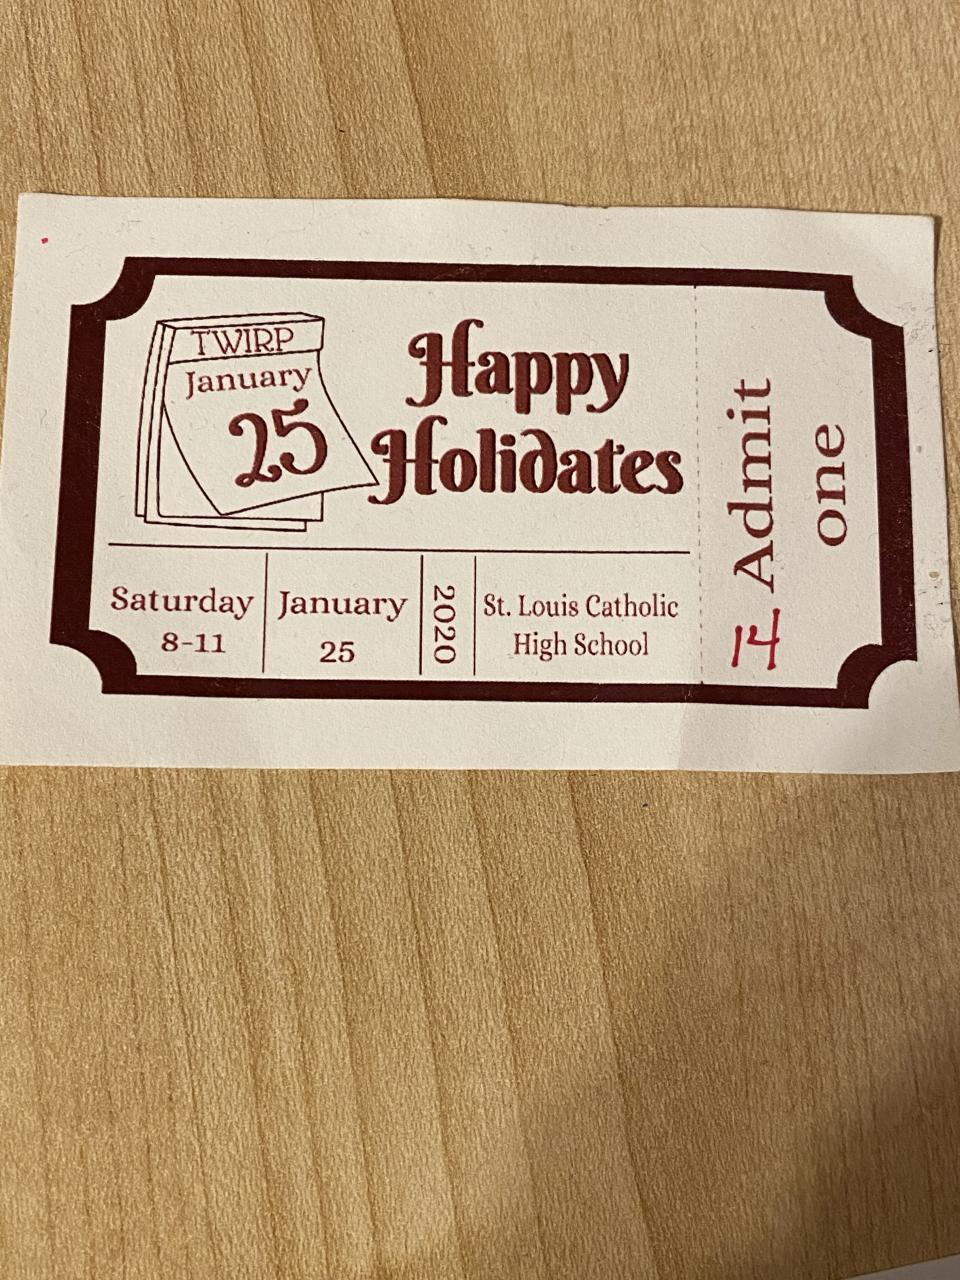 TWIRP
January
25
Happy
Holidates
Saturday
8-11
January
25
2020
St. Louis Catholic
High School
Admit
one
14